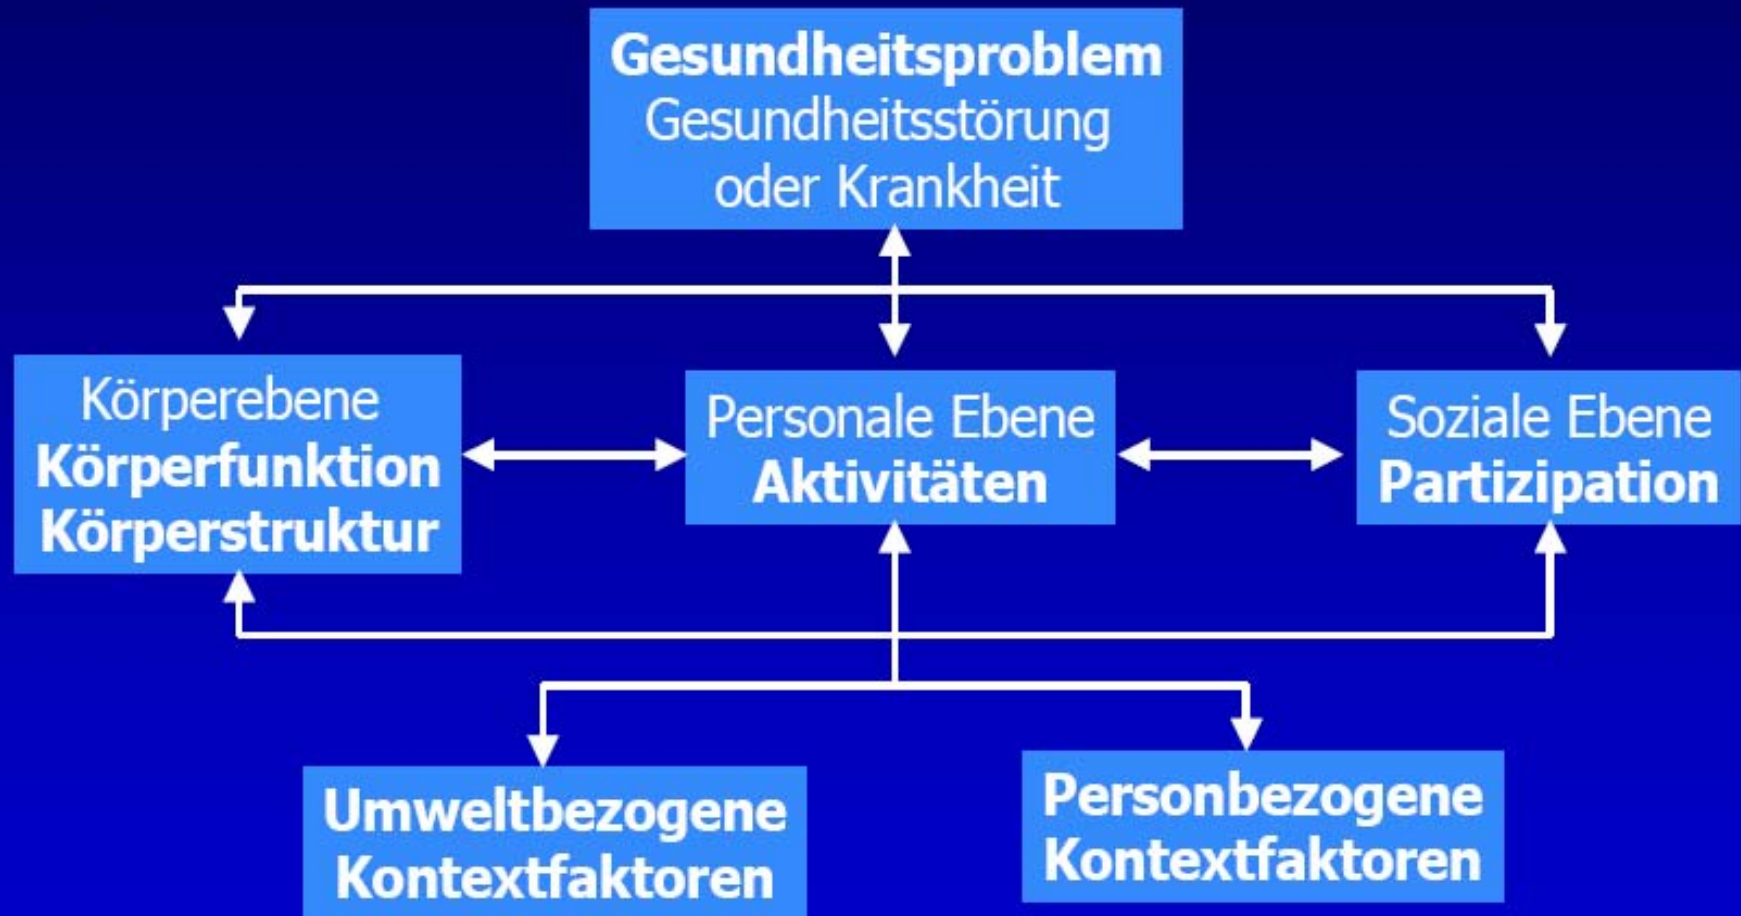 Gesundheitsproblem
Gesundheitsstörung
oder Krankheit
Körperebene
Körperfunktion
Körperstruktur
Personale Ebene
Aktivitäten
Soziale Ebene
Partizipation
Umweltbezogene
Kontextfaktoren
Personbezogene
Kontextfaktoren